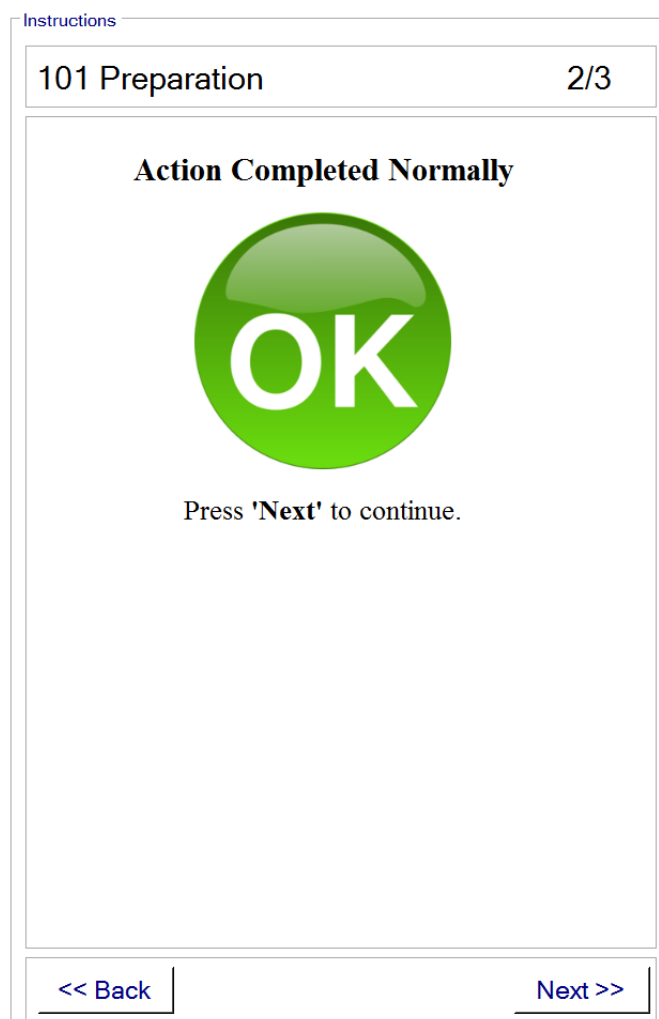 Instructions
101 Preparation 2/3
Action Completed Normally
OK
Press 'Next' to continue.
<< Back Next >>